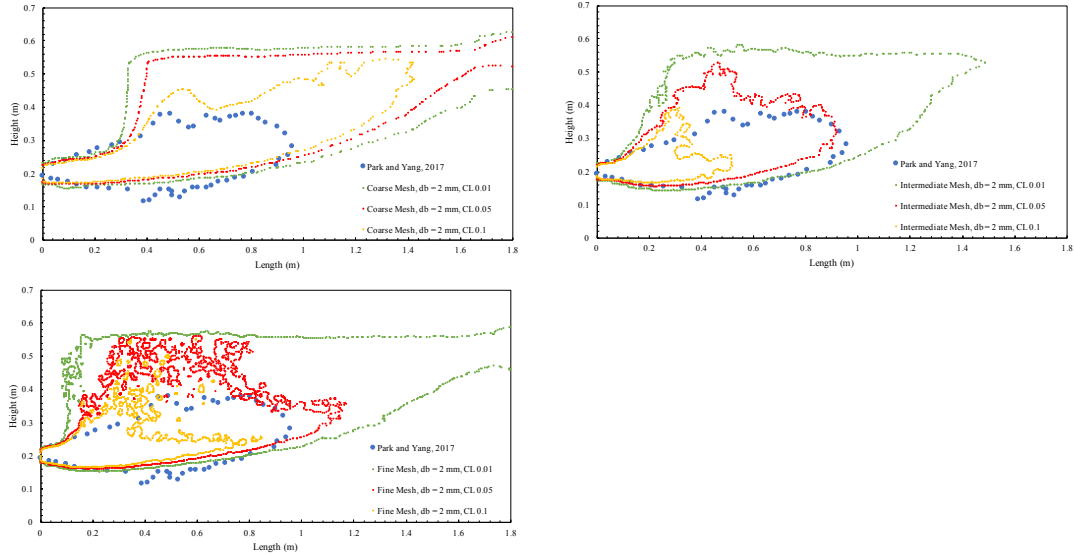 0.7
0.6
0.5
0.4
0.3
0.2
0.1
0
Height (m)
0 0.2 0.4 0.6 0.8 1 1.2 1.4 1.6 1.8
Length (m)
Park and Yang, 2017
Coarse Mesh, db = 2 mm, CL 0.01
Coarse Mesh, db = 2 mm, CL 0.05
Coarse Mesh, db = 2 mm, CL 0.1
0.7
0.6
0.5
0.4
0.3
0.2
0.1
0
Height (m)
0 0.2 0.4 0.6 0.8 1 1.2 1.4 1.6 1.8
Length (m)
Park and Yang, 2017
Intermediate Mesh, db = 2 mm, CL 0.01
Intermediate Mesh, db = 2 mm, CL 0.05
Intermediate Mesh, db = 2 mm, CL 0.1
0.7
0.6
0.5
0.4
0.3
0.2
0.1
0
Height (m)
0 0.2 0.4 0.6 0.8 1 1.2 1.4 1.6 1.8
Length (m)
Park and Yang, 2017
Fine Mesh, db = 2 mm, CL 0.01
Fine Mesh, db = 2 mm, CL 0.05
Fine Mesh, db = 2 mm, CL 0.1